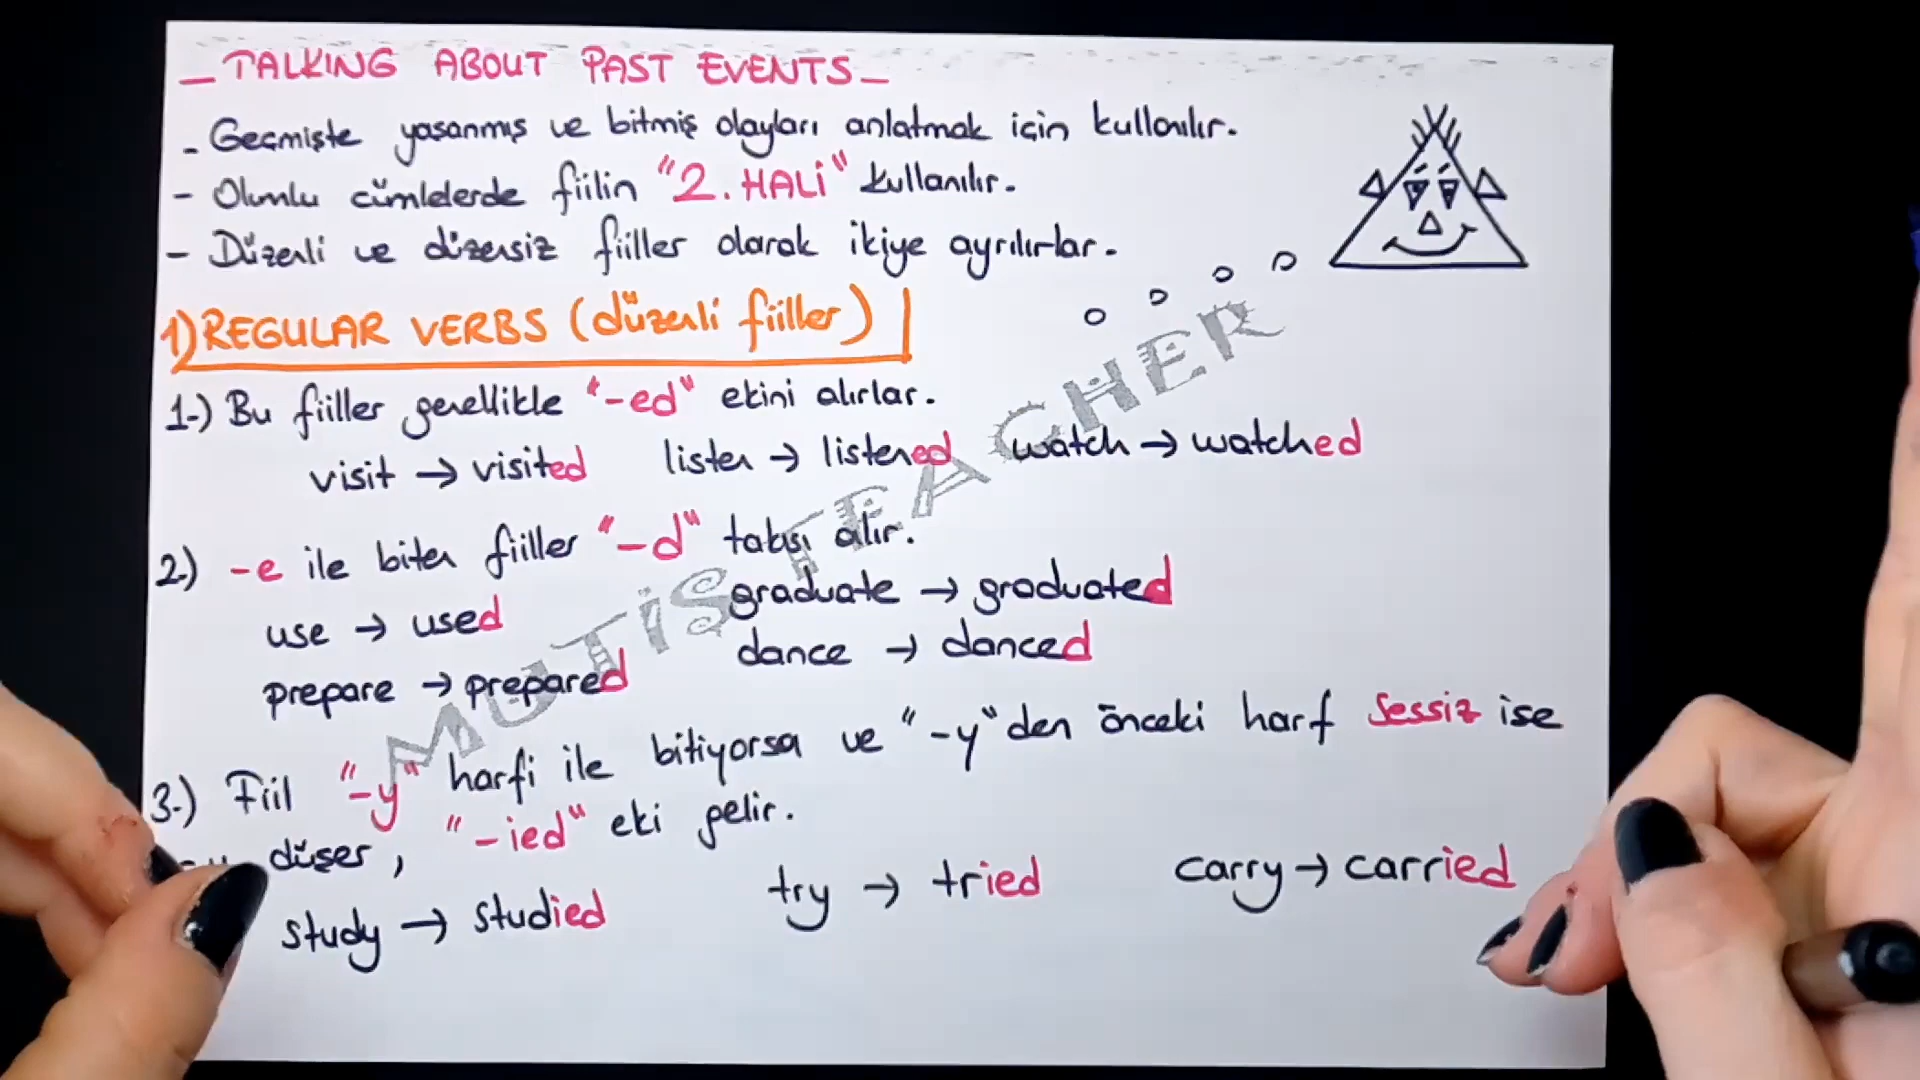 _ TALKING ABOUT PAST EVENTS _
- Geçmişte yaşanmış ve bitmiş olayları anlatmak için kullanılır.
- Olumlu cümlelerde fiilin "2. HALİ" kullanılır.
- Düzenli ve düzensiz fiiller olarak ikiye ayrılırlar.
1) REGULAR VERBS (düzenli fiiller)
1-) Bu fiiller genellikle "-ed" ekini alırlar.
visit → visited listen → listened watch → watched
2-) -e ile biten fiiller "-d" takısı alır.
use → used graduate → graduated
prepare → prepared dance → danced
3-) Fiil "-y" harfi ile bitiyorsa ve "-y"den önceki harf sessiz ise
düşer, "-ied" eki gelir.
study → studied try → tried carry → carried
MUTİŞ TEACHER